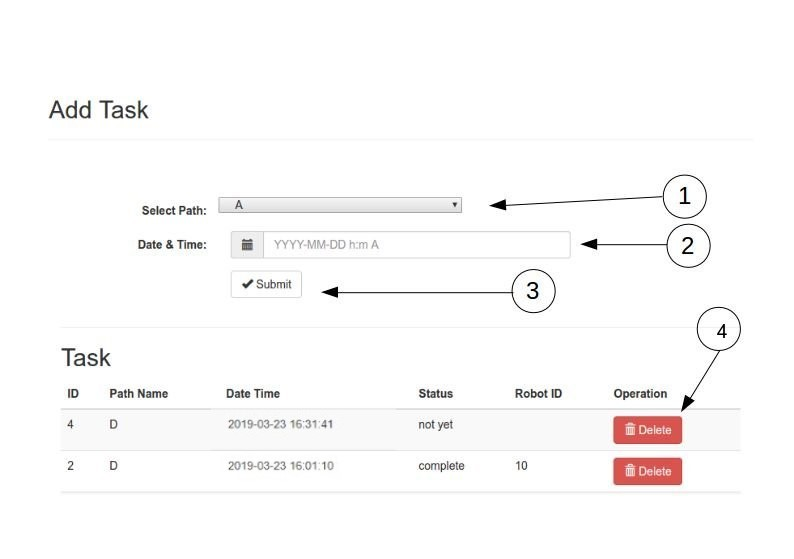 Add Task
Select Path: A
1
Date & Time: YYYY-MM-DD h:m A
2
Submit
3
4
Task
ID Path Name Date Time Status Robot ID Operation
4 D 2019-03-23 16:31:41 not yet Delete
2 D 2019-03-23 16:01:10 complete 10 Delete